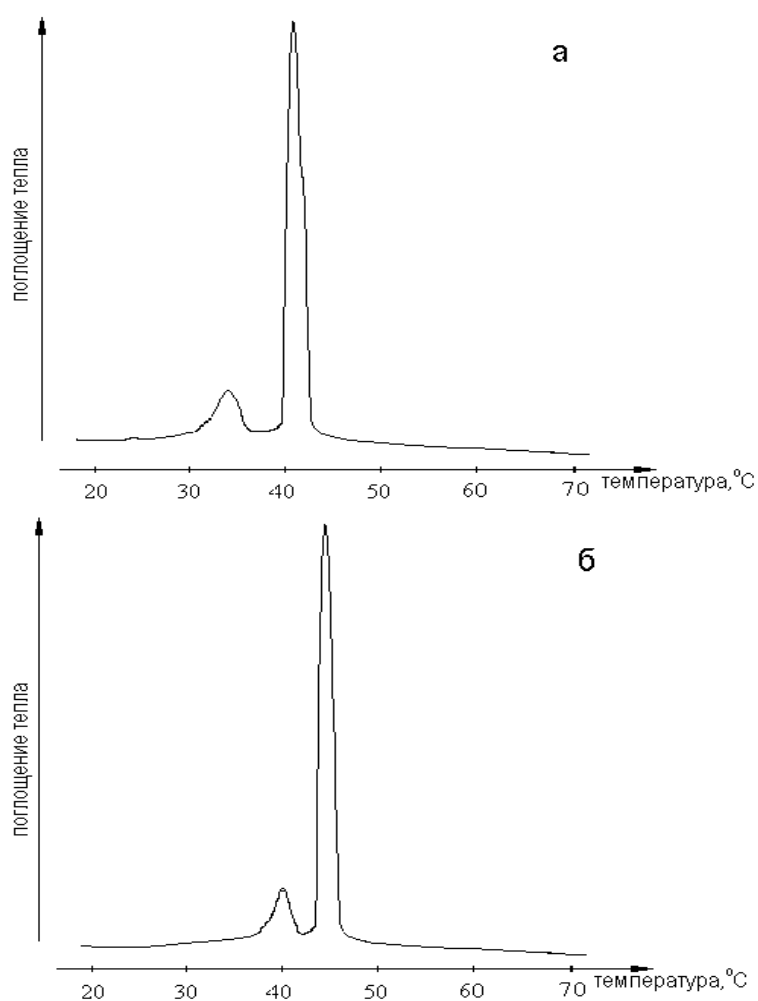 а
поглощение тепла
20 30 40 50 60 70 температура,°C
б
поглощение тепла
20 30 40 50 60 70 температура,°C